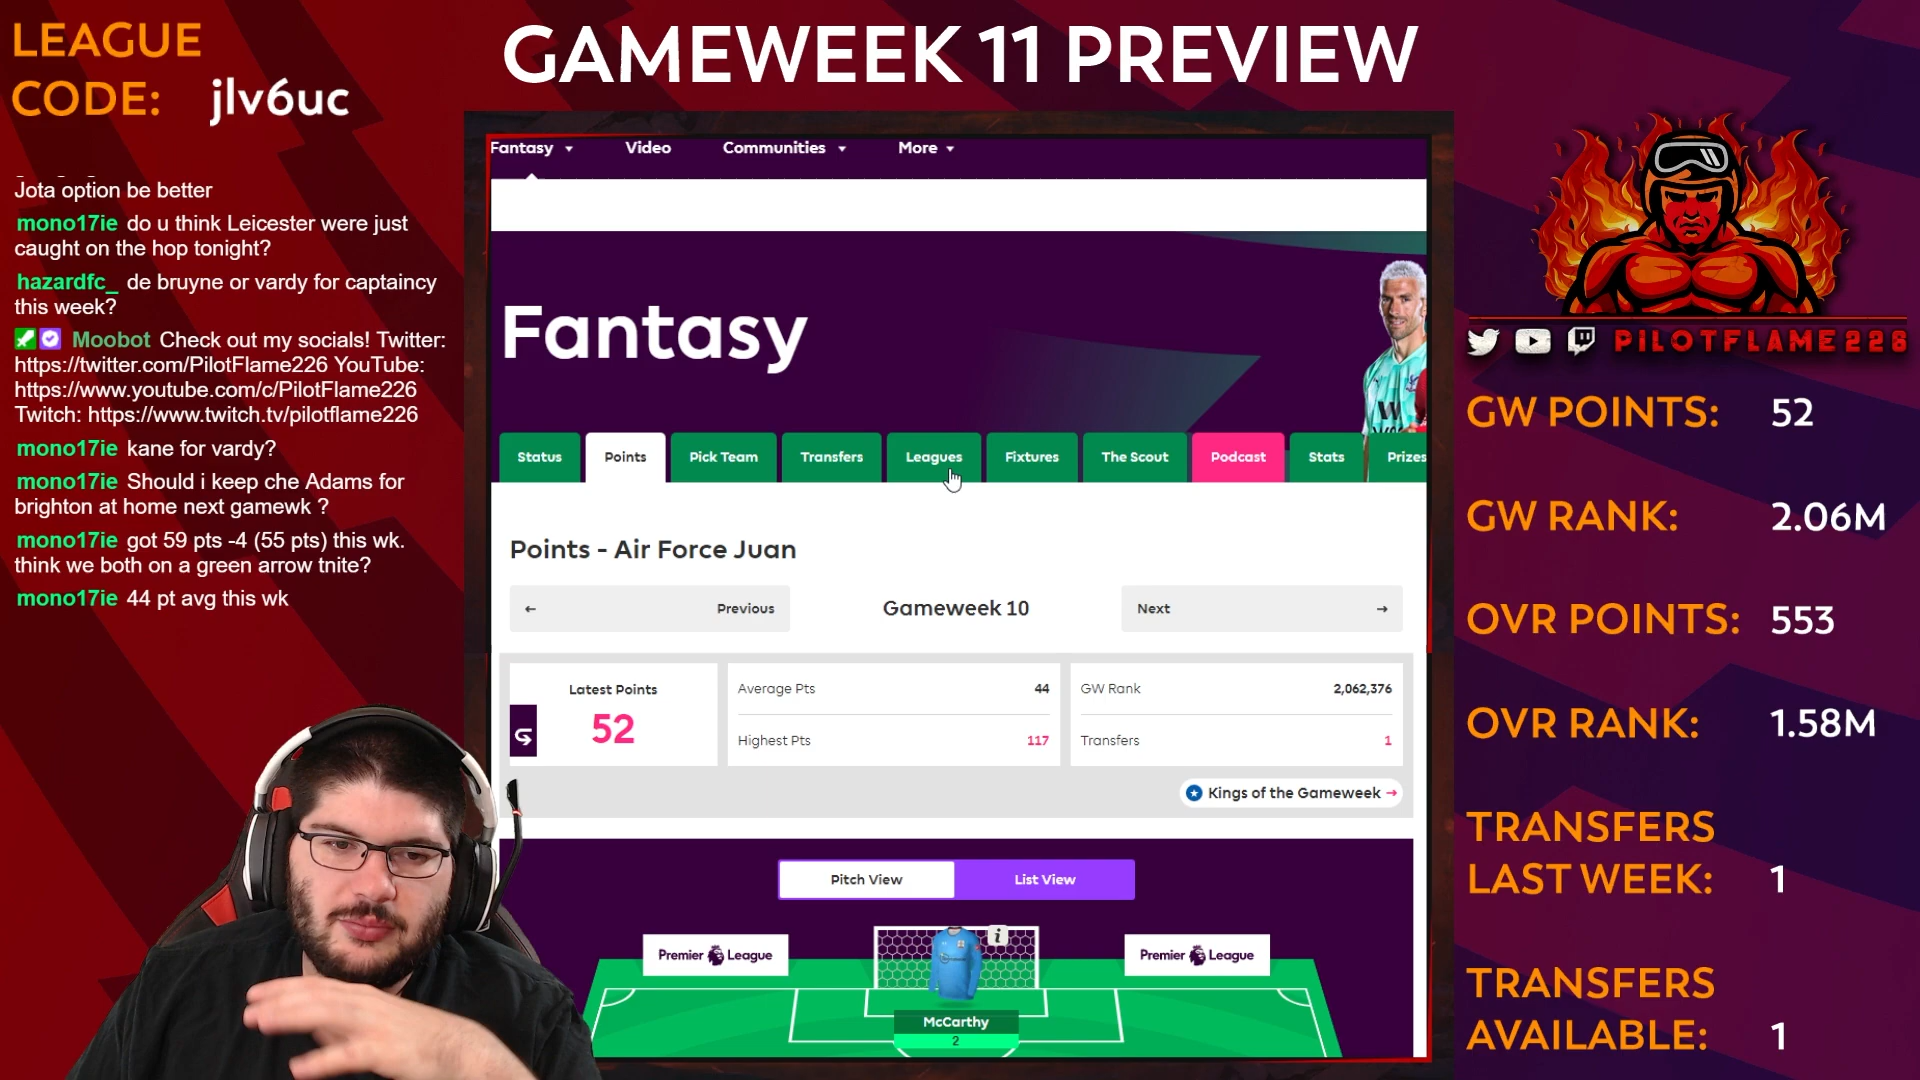 LEAGUE
CODE: jlv6uc
GAMEWEEK 11 PREVIEW
Jota option be better
mono17ie do u think Leicester were just
caught on the hop tonight?
hazardfc_ de bruyne or vardy for captaincy
this week?
Moobot Check out my socials! Twitter:
https://twitter.com/PilotFlame226 YouTube:
https://www.youtube.com/c/PilotFlame226
Twitch: https://www.twitch.tv/pilotflame226
mono17ie kane for vardy?
mono17ie Should i keep che Adams for
brighton at home next gamewk ?
mono17ie got 59 pts -4 (55 pts) this wk.
think we both on a green arrow tnite?
mono17ie 44 pt avg this wk
Fantasy Video Communities More
Fantasy
Status Points Pick Team Transfers Leagues Fixtures The Scout Podcast Stats Prizes
Points - Air Force Juan
← Previous Gameweek 10 Next →
Latest Points
52
Average Pts 44
Highest Pts 117
GW Rank 2,062,376
Transfers 1
Kings of the Gameweek →
Pitch View List View
Premier League
Premier League
McCarthy
2
PILOTFLAME226
GW POINTS: 52
GW RANK: 2.06M
OVR POINTS: 553
OVR RANK: 1.58M
TRANSFERS
LAST WEEK: 1
TRANSFERS
AVAILABLE: 1